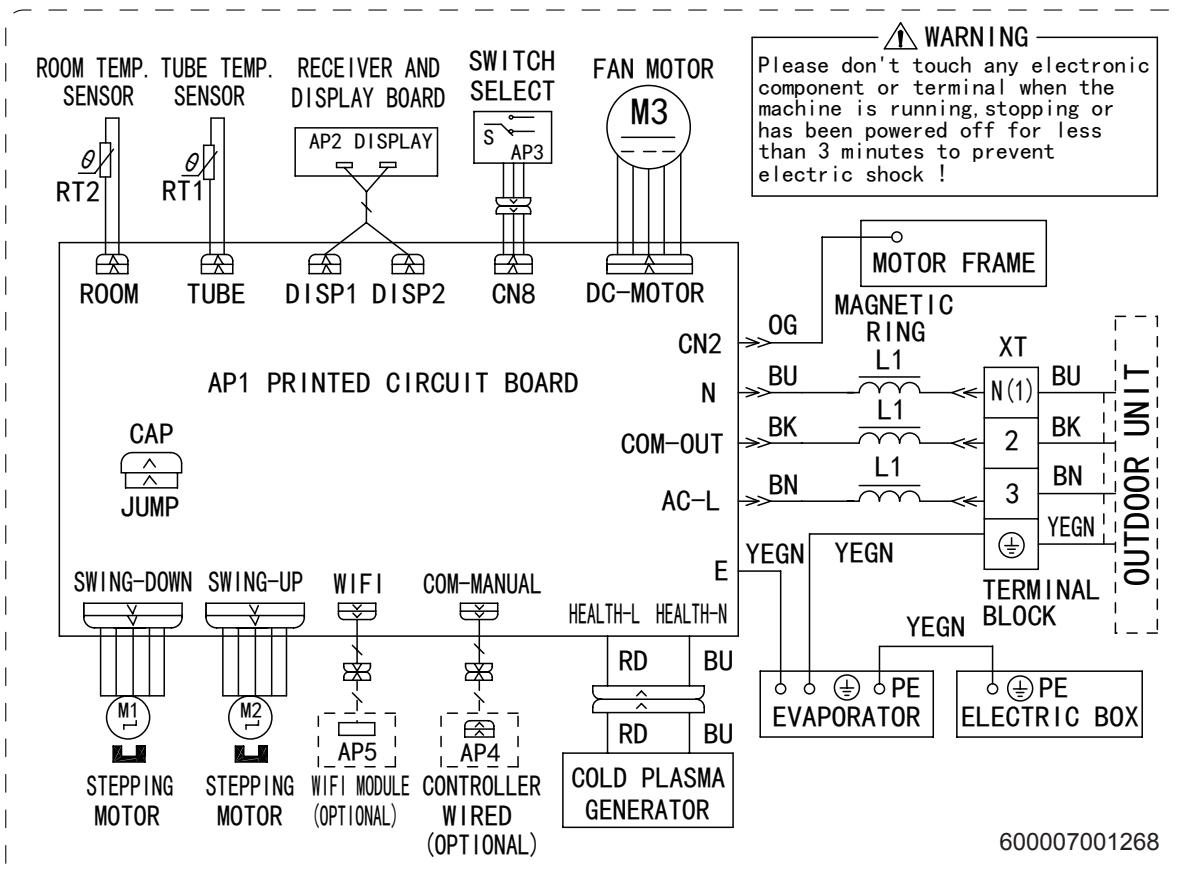 WARNING
Please don't touch any electronic
component or terminal when the
machine is running,stopping or
has been powered off for less
than 3 minutes to prevent
electric shock !
ROOM TEMP.
SENSOR
TUBE TEMP.
SENSOR
RECEIVER AND
DISPLAY BOARD
SWITCH
SELECT
FAN MOTOR
AP2 DISPLAY
S
AP3
M3
θ
RT2
θ
RT1
ROOM
TUBE
DISP1
DISP2
CN8
DC-MOTOR
MOTOR FRAME
MAGNETIC
RING
CN2
OG
XT
AP1 PRINTED CIRCUIT BOARD
N
BU
L1
N(1)
BU
COM-OUT
BK
L1
2
BK
AC-L
BN
L1
3
BN
YEGN
OUTDOOR UNIT
CAP
JUMP
E
YEGN
YEGN
TERMINAL
BLOCK
SWING-DOWN
SWING-UP
WIFI
COM-MANUAL
HEALTH-L
HEALTH-N
YEGN
RD
BU
PE
EVAPORATOR
PE
ELECTRIC BOX
RD
BU
M1
M2
AP5
AP4
STEPPING
MOTOR
STEPPING
MOTOR
WIFI MODULE
(OPTIONAL)
CONTROLLER
WIRED
(OPTIONAL)
COLD PLASMA
GENERATOR
600007001268